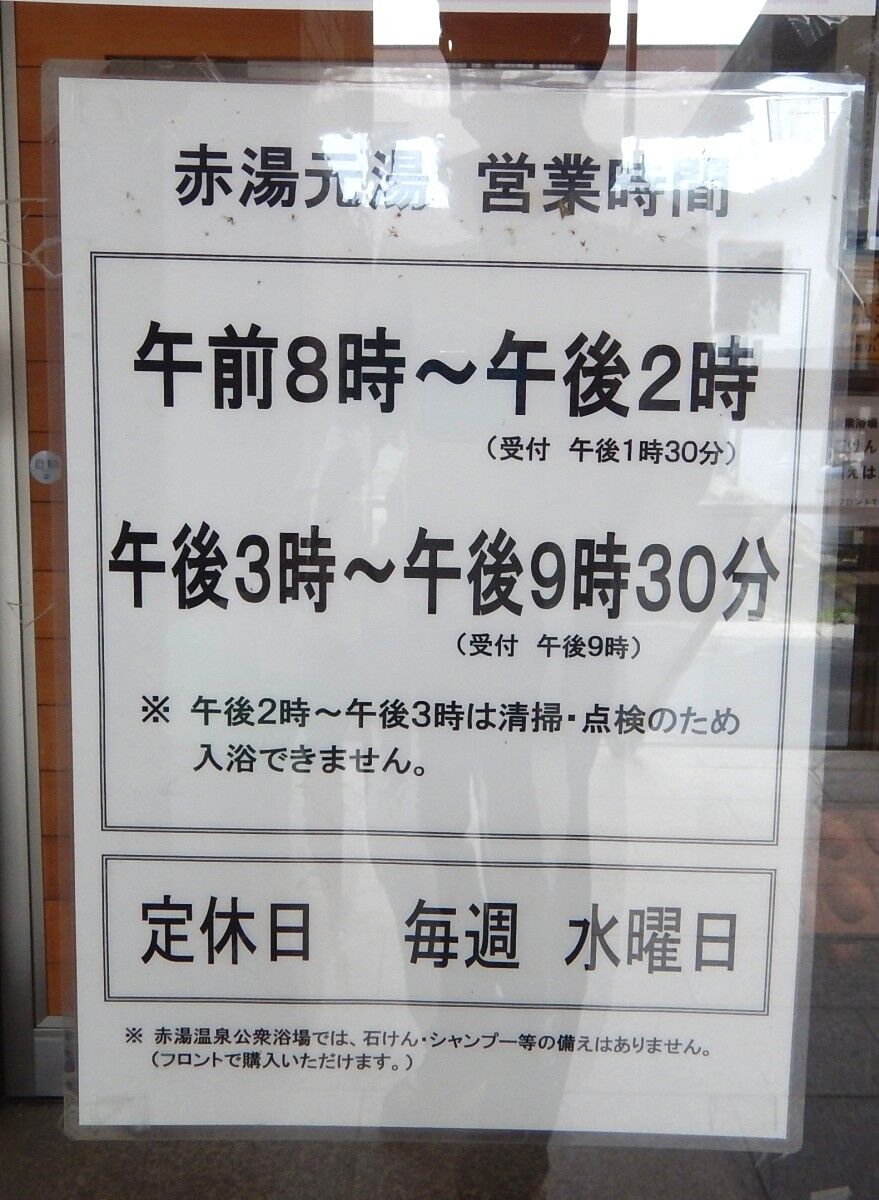 赤湯元湯 営業時間
午前8時～午後2時
（受付 午後1時30分）
午後3時～午後9時30分
（受付 午後9時）
※ 午後2時～午後3時は清掃・点検のため
入浴できません。
定休日 毎週 水曜日
※ 赤湯温泉公衆浴場では、石けん・シャンプー等の備えはありません。
（フロントで購入いただけます。）